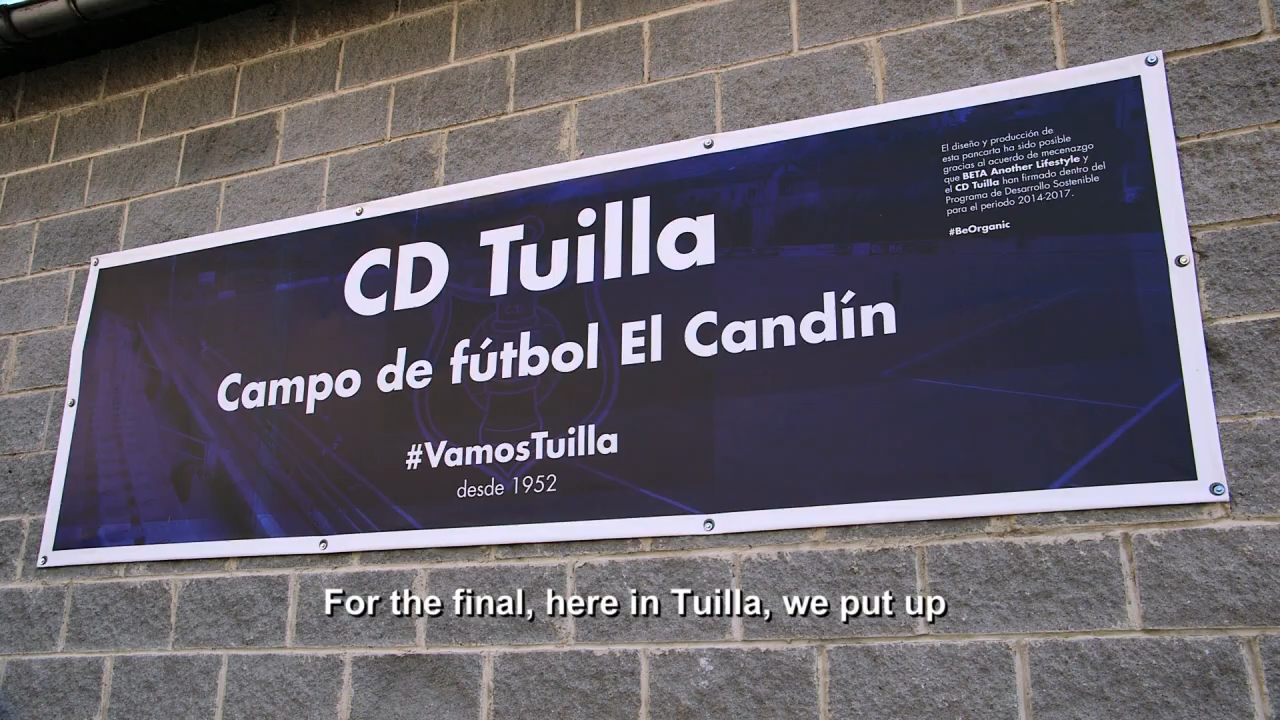 CD Tuilla
Campo de fútbol El Candín
#VamosTuilla
desde 1952
El diseño y producción de
esta pancarta ha sido posible
gracias al acuerdo de mecenazgo
que BETA Another Lifestyle y
el CD Tuilla han firmado dentro del
Programa de Desarrollo Sostenible
para el periodo 2014-2017.
#BeOrganic
For the final, here in Tuilla, we put up